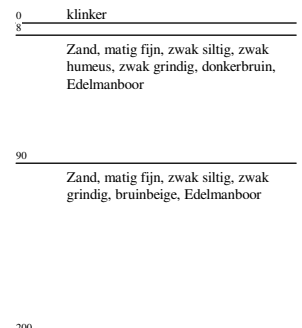 0 klinker
8
Zand, matig fijn, zwak siltig, zwak
humeus, zwak grindig, donkerbruin,
Edelmanboor
90
Zand, matig fijn, zwak siltig, zwak
grindig, bruinbeige, Edelmanboor
200